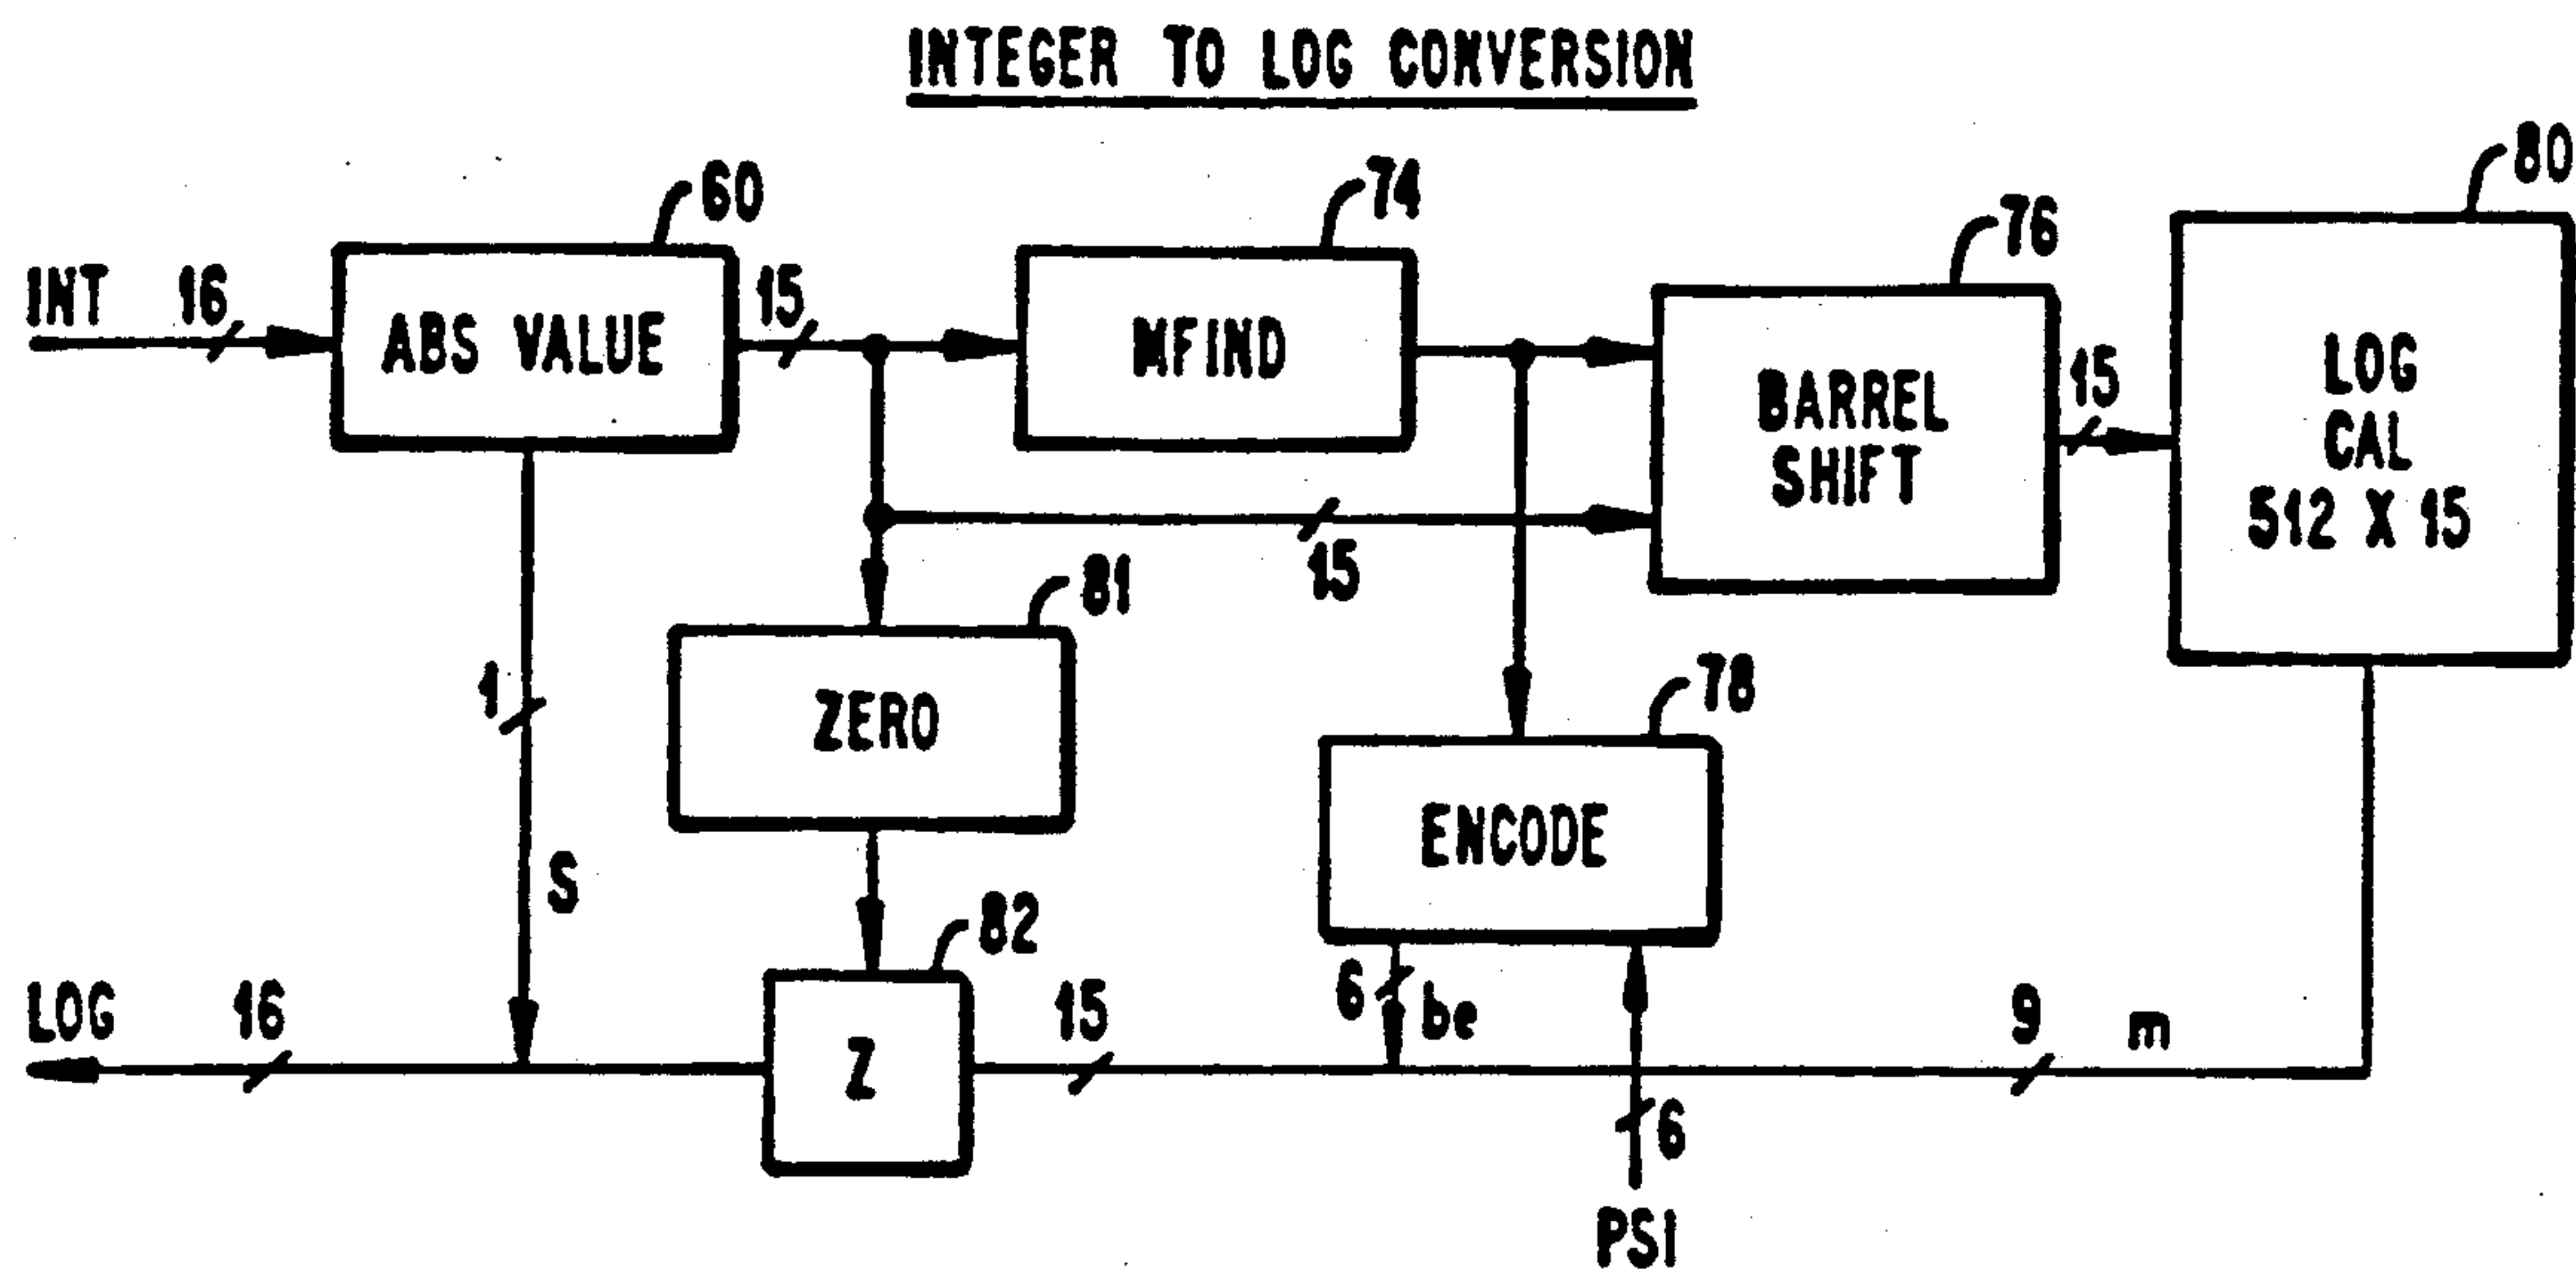 INTEGER TO LOG CONVERSION
60
74
76
80
INT
16
ABS VALUE
15
MFIND
BARREL
SHIFT
15
LOG
CAL
512 X 15
15
81
1
ZERO
78
S
ENCODE
82
LOG
16
Z
15
6
be
9
m
6
PSI